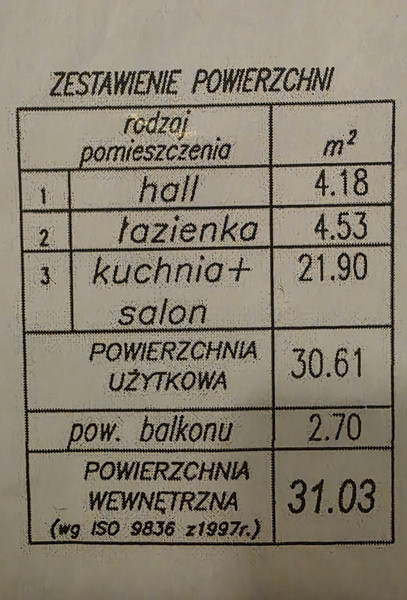 ZESTAWIENIE POWIERZCHNI
rodzaj
pomieszczenia
m²
1 hall 4.18
2 łazienka 4.53
3 kuchnia+ 21.90
salon
POWIERZCHNIA
UŻYTKOWA
30.61
pow. balkonu 2.70
POWIERZCHNIA
WEWNĘTRZNA
31.03
(wg ISO 9836 z1997r.)